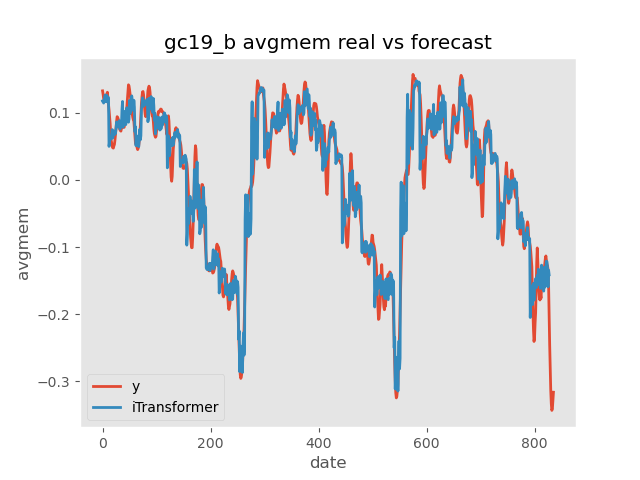 gc19_b avgmem real vs forecast
avgmem
0.1
0.0
−0.1
−0.2
−0.3
y
iTransformer
0
200
400
600
800
date